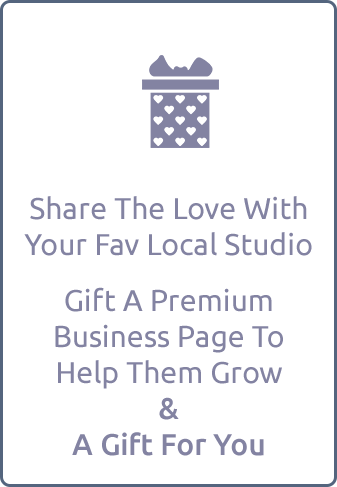 Share The Love With
Your Fav Local Studio
Gift A Premium
Business Page To
Help Them Grow
&
A Gift For You